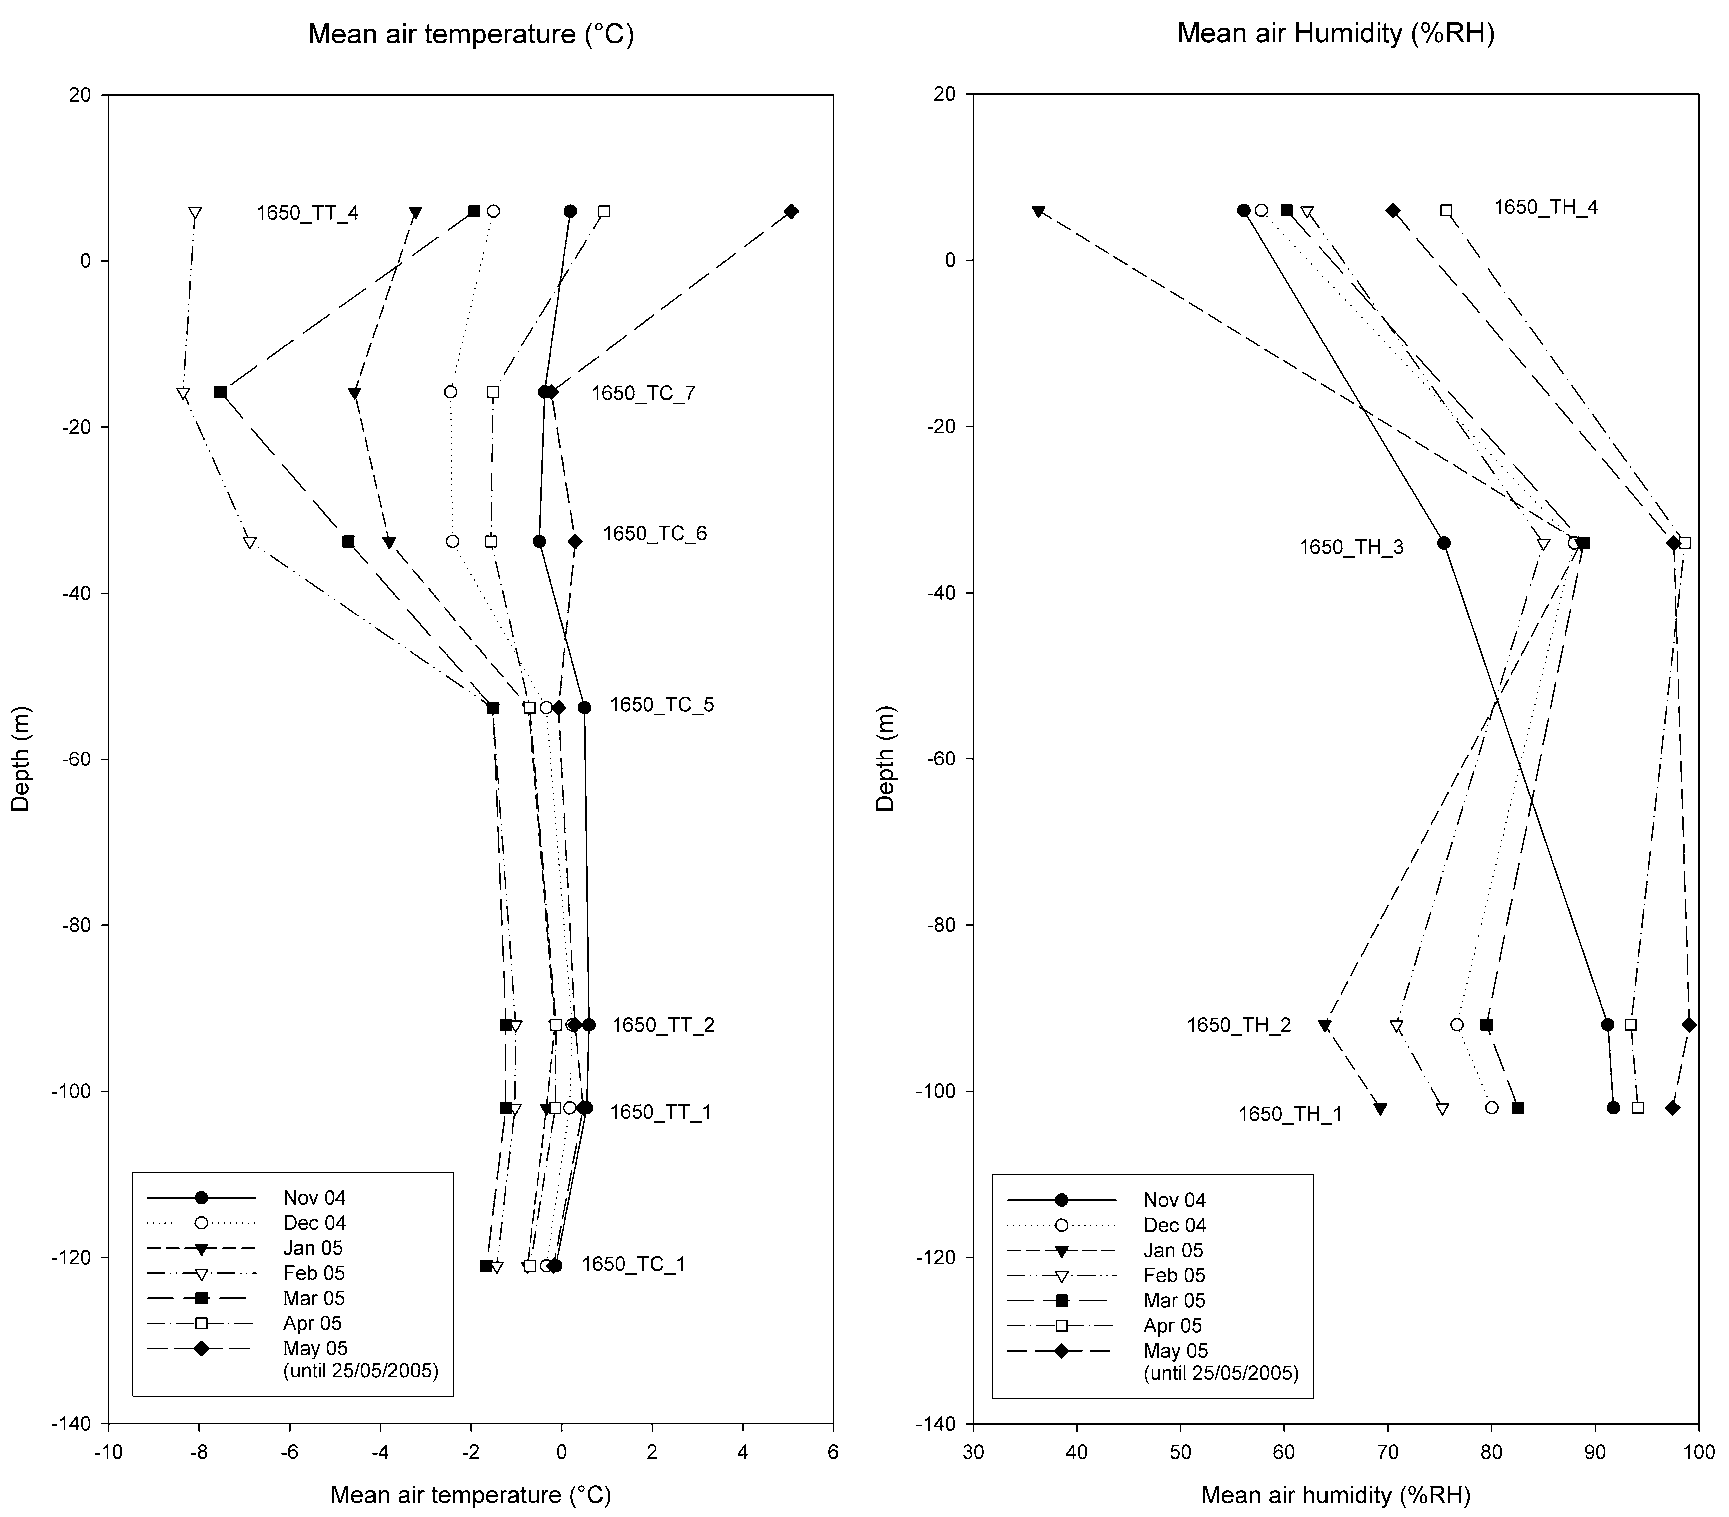 Mean air temperature (°C)
20
0
-20
-40
-60
-80
-100
-120
-140
Depth (m)
1650_TT_4
1650_TC_7
1650_TC_6
1650_TC_5
1650_TT_2
1650_TT_1
1650_TC_1
Nov 04
Dec 04
Jan 05
Feb 05
Mar 05
Apr 05
May 05
(until 25/05/2005)
-10 -8 -6 -4 -2 0 2 4 6
Mean air temperature (°C)
Mean air Humidity (%RH)
20
0
-20
-40
-60
-80
-100
-120
-140
Depth (m)
1650_TH_4
1650_TH_3
1650_TH_2
1650_TH_1
Nov 04
Dec 04
Jan 05
Feb 05
Mar 05
Apr 05
May 05
(until 25/05/2005)
30 40 50 60 70 80 90 100
Mean air humidity (%RH)